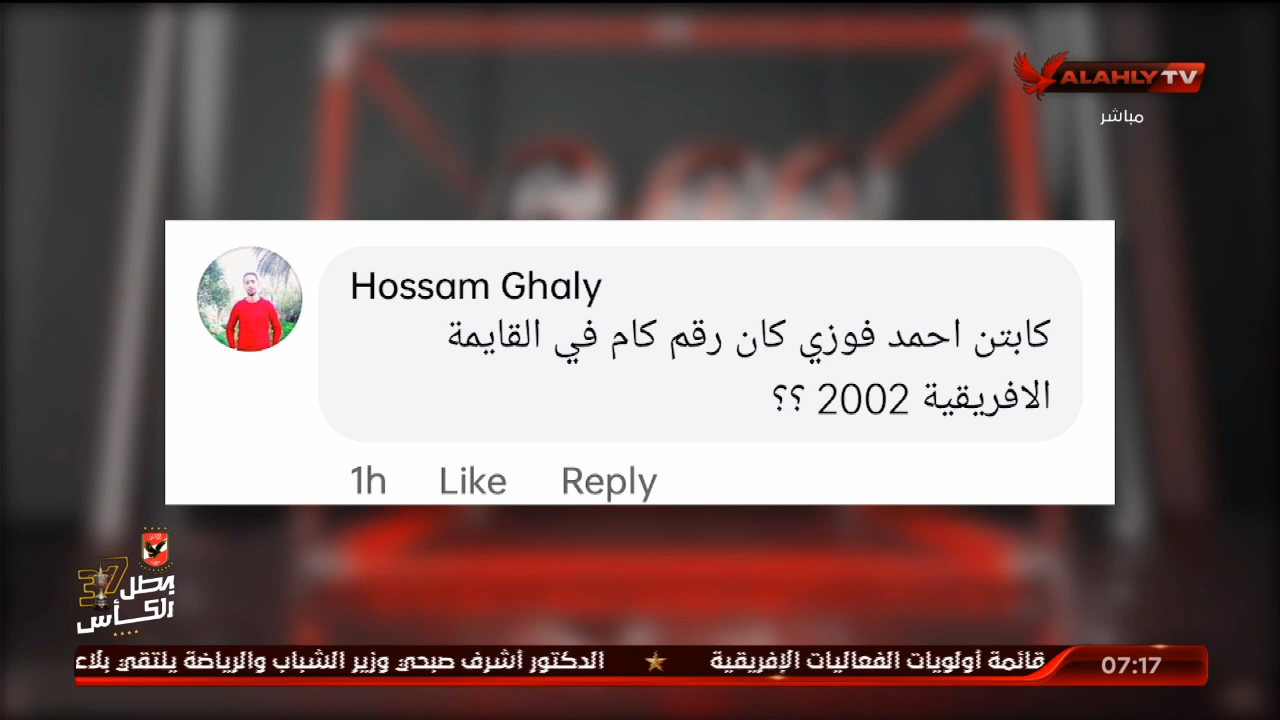 ALAHLY TV
مباشر
Hossam Ghaly
كابتن احمد فوزي كان رقم كام في القايمة
الافريقية 2002 ؟؟
1h Like Reply
37
بطل
الكأس
07:17 قائمة أولويات الفعاليات الإفريقية الدكتور أشرف صبحي وزير الشباب والرياضة يلتقي بلاع